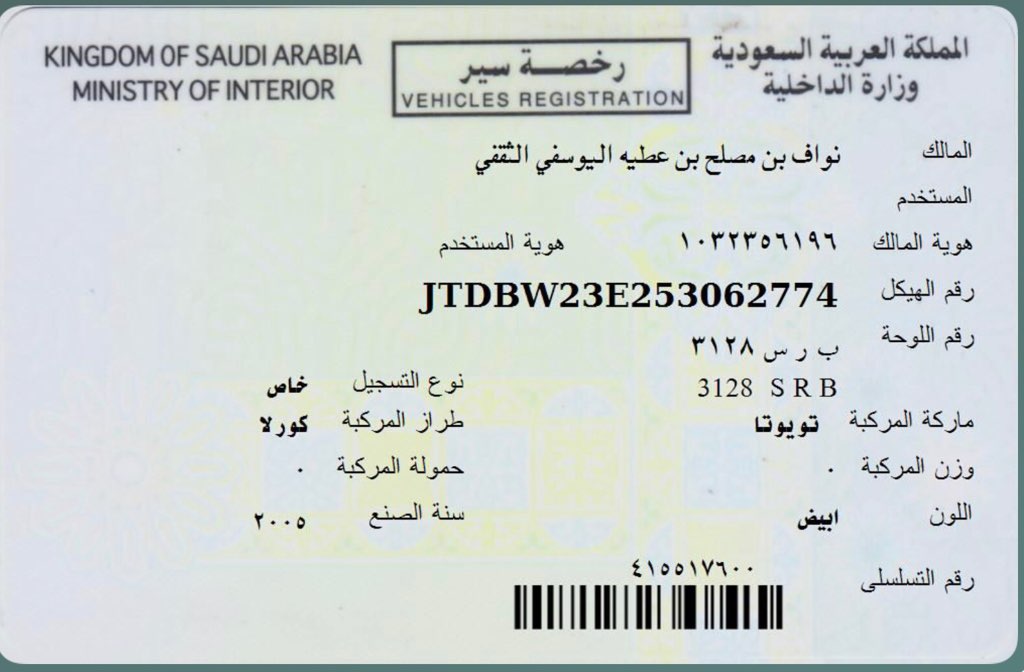 KINGDOM OF SAUDI ARABIA
MINISTRY OF INTERIOR
رخصة سير
VEHICLES REGISTRATION
المملكة العربية السعودية
وزارة الداخلية
المالك نواف بن مصلح بن عطيه اليوسفي الثقفي
المستخدم
هوية المالك ١٠٣٢٣٥٦١٩٦ هوية المستخدم
رقم الهيكل JTDBW23E253062774
رقم اللوحة ب ر س ٣١٢٨
3128 S R B
نوع التسجيل خاص
ماركة المركبة تويوتا طراز المركبة كورلا
وزن المركبة ٠ حمولة المركبة ٠
اللون ابيض سنة الصنع ٢٠٠٥
رقم التسلسلى ٤١٥٥١٧٦٠٠